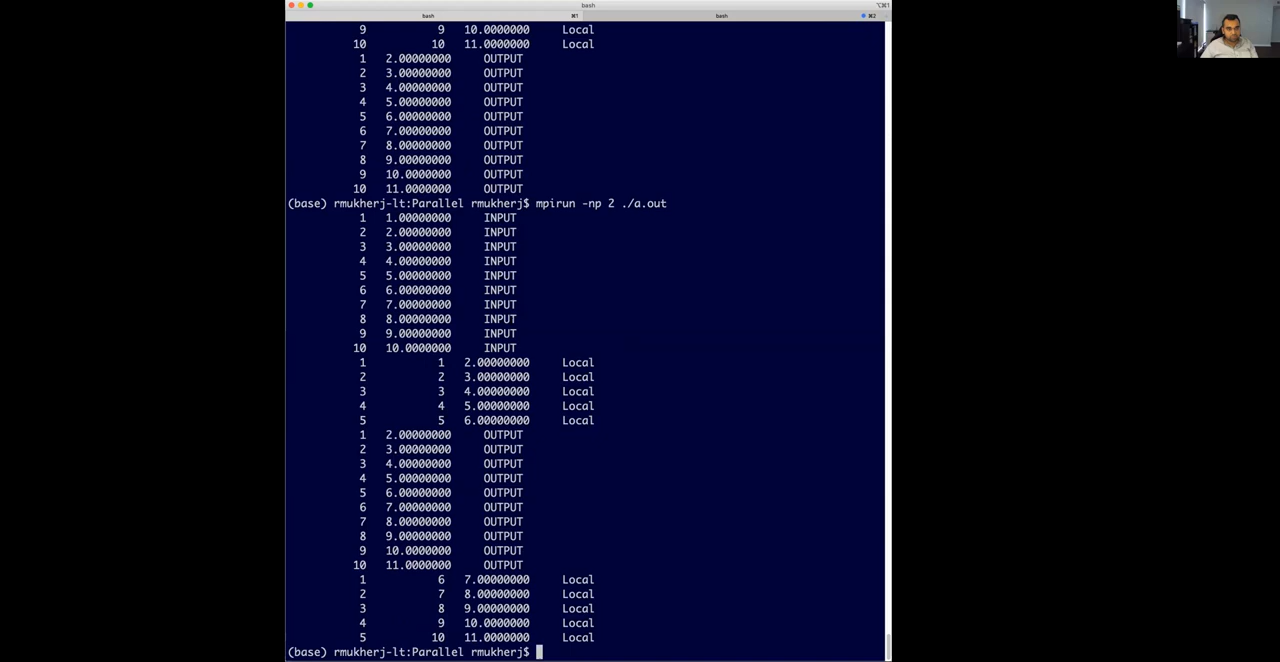 bash
⌥⌘1
bash ⌘1 bash ⌘2
9 9 10.0000000 Local
10 10 11.0000000 Local
1 2.00000000 OUTPUT
2 3.00000000 OUTPUT
3 4.00000000 OUTPUT
4 5.00000000 OUTPUT
5 6.00000000 OUTPUT
6 7.00000000 OUTPUT
7 8.00000000 OUTPUT
8 9.00000000 OUTPUT
9 10.0000000 OUTPUT
10 11.0000000 OUTPUT
(base) rmukherj-lt:Parallel rmukherj$ mpirun -np 2 ./a.out
1 1.00000000 INPUT
2 2.00000000 INPUT
3 3.00000000 INPUT
4 4.00000000 INPUT
5 5.00000000 INPUT
6 6.00000000 INPUT
7 7.00000000 INPUT
8 8.00000000 INPUT
9 9.00000000 INPUT
10 10.0000000 INPUT
1 1 2.00000000 Local
2 2 3.00000000 Local
3 3 4.00000000 Local
4 4 5.00000000 Local
5 5 6.00000000 Local
1 2.00000000 OUTPUT
2 3.00000000 OUTPUT
3 4.00000000 OUTPUT
4 5.00000000 OUTPUT
5 6.00000000 OUTPUT
6 7.00000000 OUTPUT
7 8.00000000 OUTPUT
8 9.00000000 OUTPUT
9 10.0000000 OUTPUT
10 11.0000000 OUTPUT
1 6 7.00000000 Local
2 7 8.00000000 Local
3 8 9.00000000 Local
4 9 10.0000000 Local
5 10 11.0000000 Local
(base) rmukherj-lt:Parallel rmukherj$